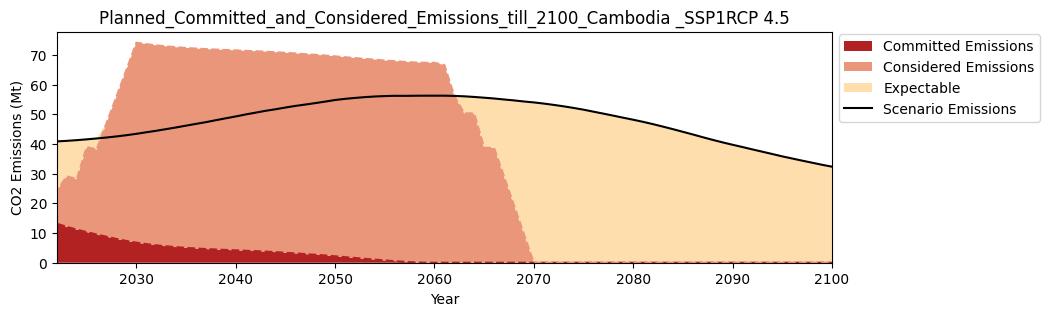 Planned_Committed_and_Considered_Emissions_till_2100_Cambodia _SSP1RCP 4.5
CO2 Emissions (Mt)
70
60
50
40
30
20
10
0
2030 2040 2050 2060 2070 2080 2090 2100
Year
Committed Emissions
Considered Emissions
Expectable
Scenario Emissions